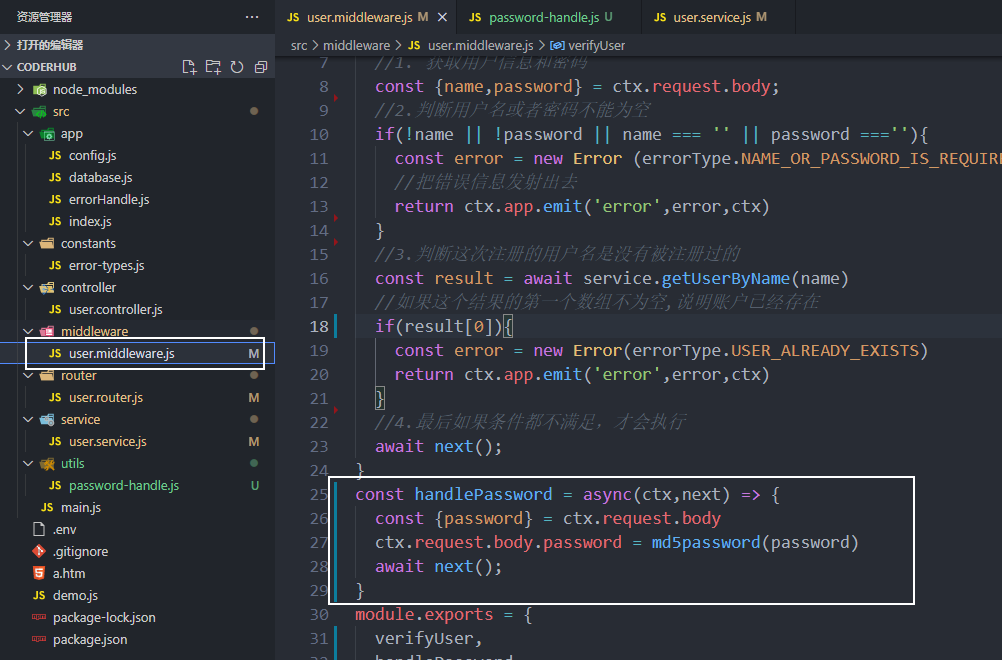 资源管理器
...
user.middleware.js M
password-handle.js U
user.service.js M
打开的编辑器
src > middleware > JS user.middleware.js > verifyUser
CODERHUB
node_modules
src
app
JS config.js
JS database.js
JS errorHandle.js
JS index.js
constants
JS error-types.js
controller
JS user.controller.js
middleware
JS user.middleware.js M
router
JS user.router.js M
service
JS user.service.js M
utils
JS password-handle.js U
JS main.js
.env
.gitignore
a.htm
JS demo.js
package-lock.json
package.json
7 //1. 获取用户信息和密码
8 const {name,password} = ctx.request.body;
9 //2.判断用户名或者密码不能为空
10 if(!name || !password || name === '' || password ===''){
11 const error = new Error (errorType.NAME_OR_PASSWORD_IS_REQUIRE
12 //把错误信息发射出去
13 return ctx.app.emit('error',error,ctx)
14 }
15 //3.判断这次注册的用户名是没有被注册过的
16 const result = await service.getUserByName(name)
17 //如果这个结果的第一个数组不为空,说明账户已经存在
18 if(result[0]){
19 const error = new Error(errorType.USER_ALREADY_EXISTS)
20 return ctx.app.emit('error',error,ctx)
21 }
22 //4.最后如果条件都不满足，才会执行
23 await next();
24 }
25 const handlePassword = async(ctx,next) => {
26 const {password} = ctx.request.body
27 ctx.request.body.password = md5password(password)
28 await next();
29 }
30 module.exports = {
31 verifyUser,
32 handlePassword